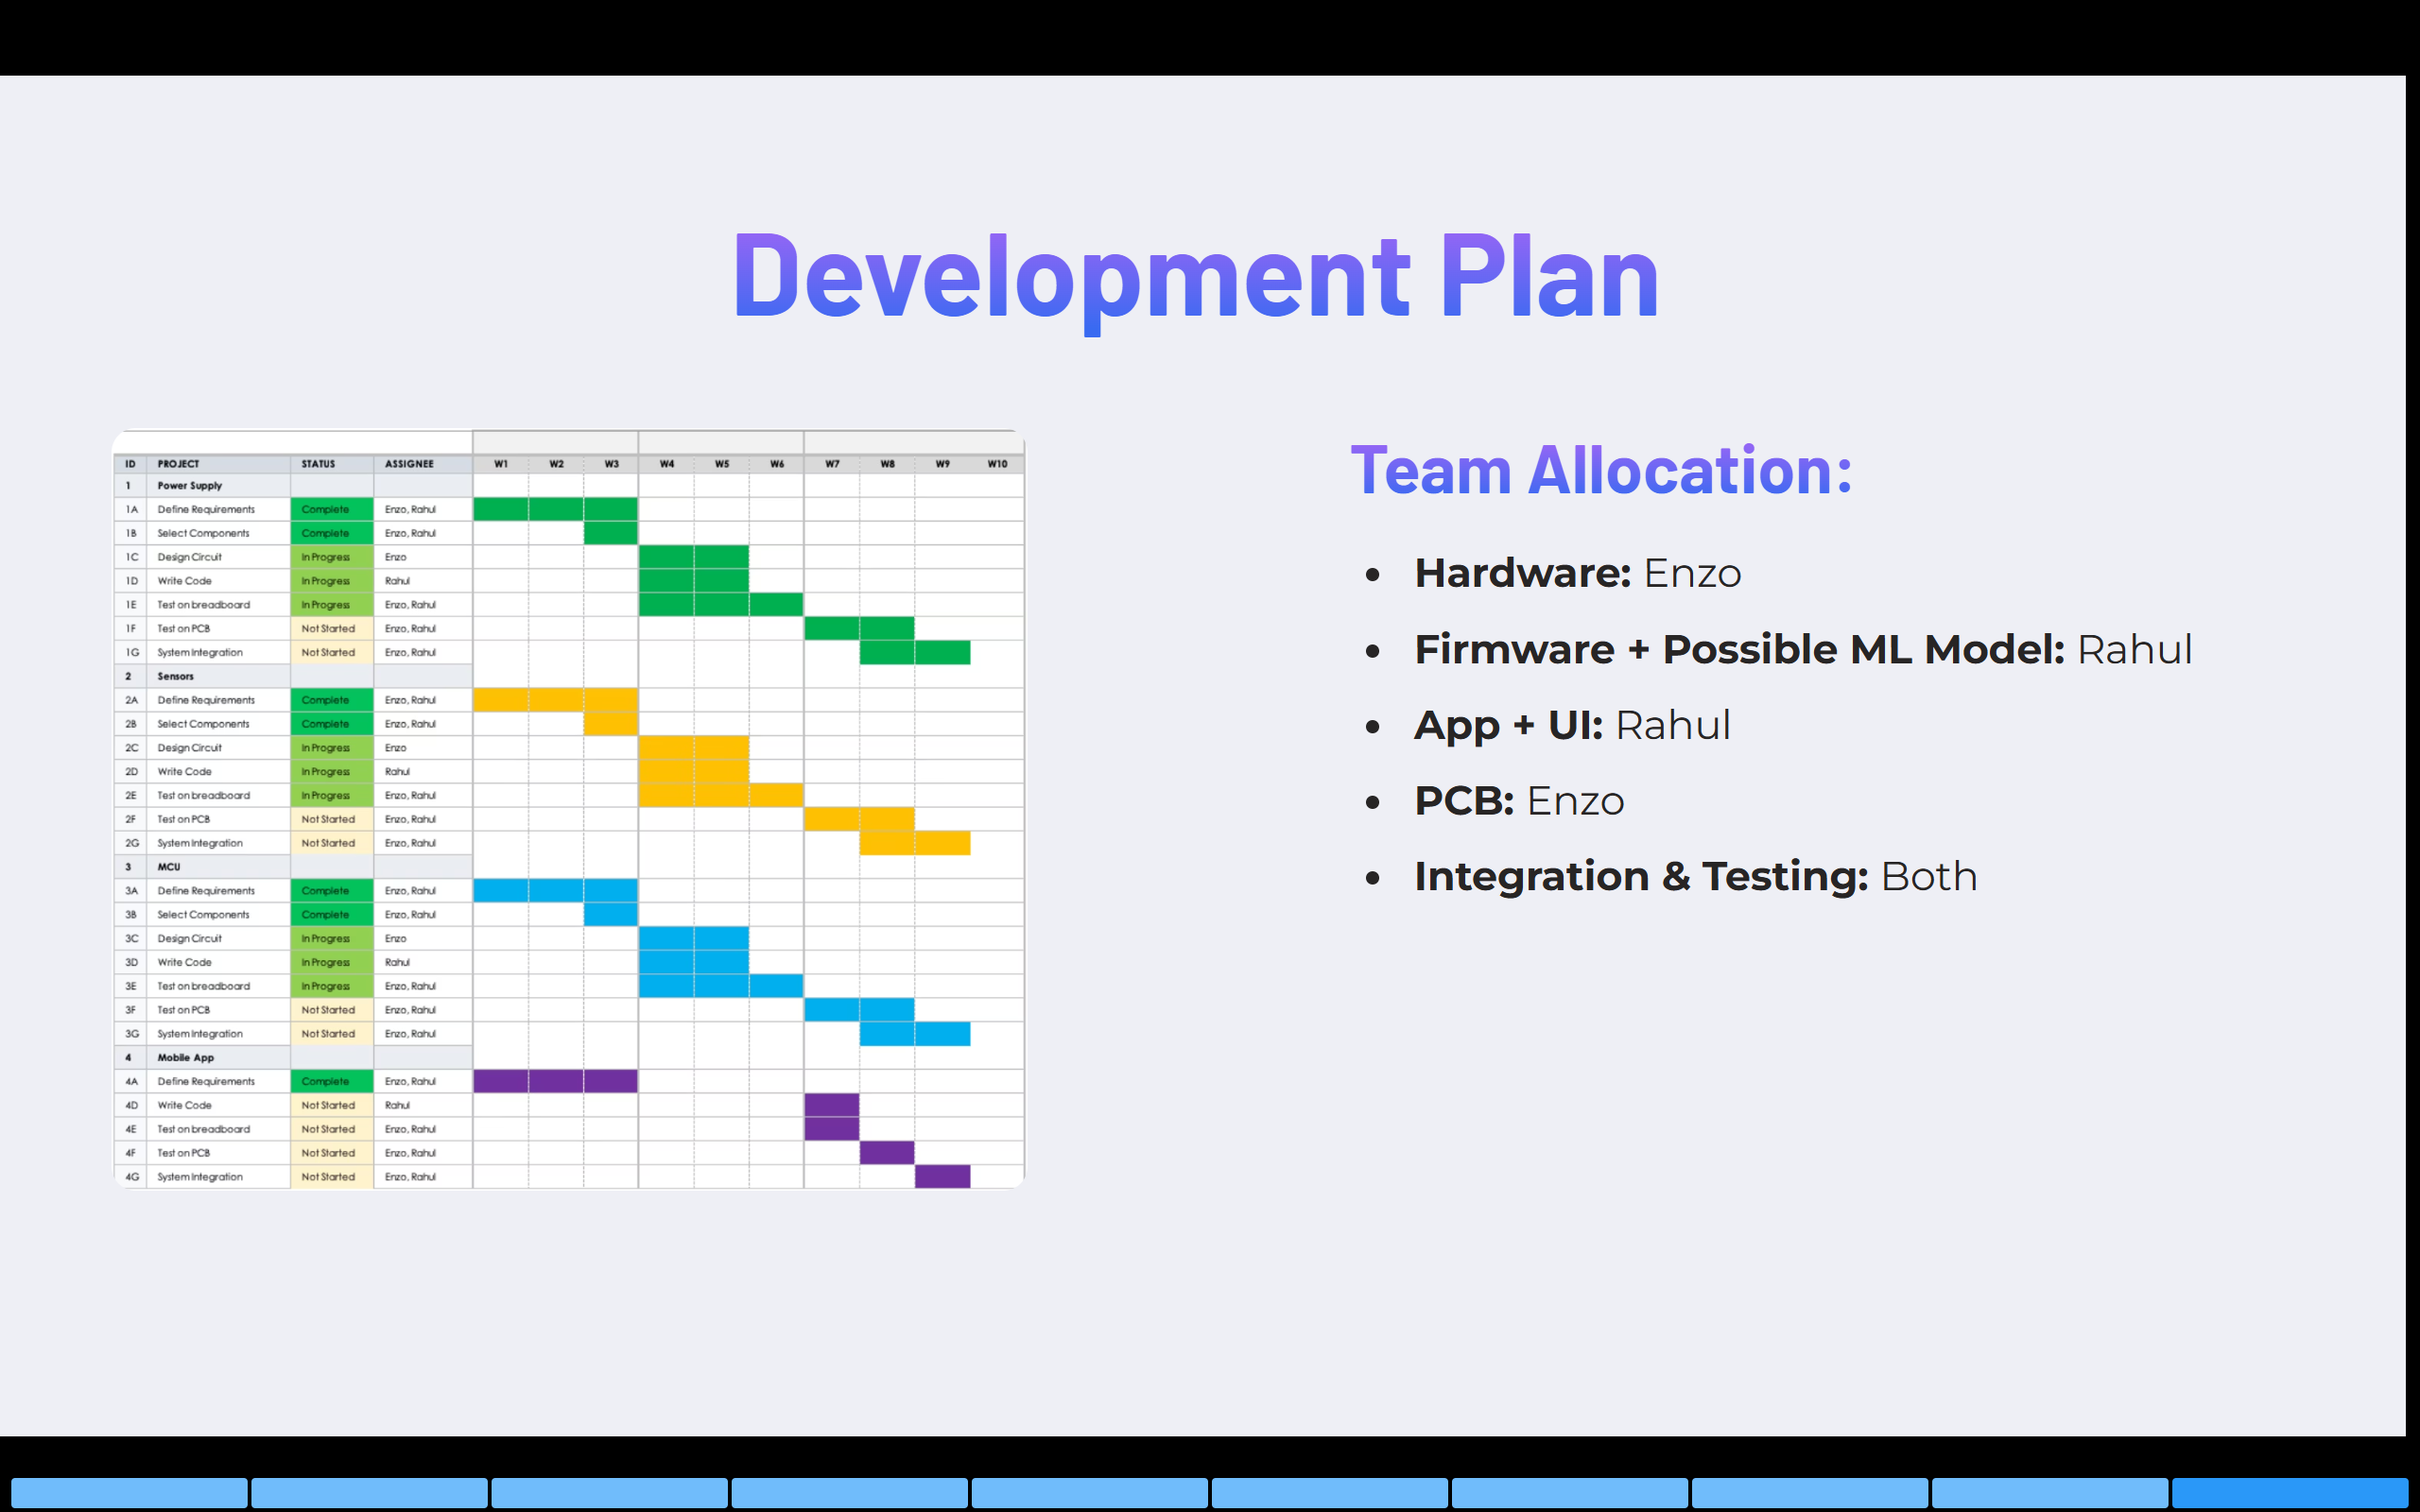 Development Plan
ID PROJECT STATUS ASSIGNEE W1 W2 W3 W4 W5 W6 W7 W8 W9 W10
1 Power Supply
1A Define Requirements Complete Enzo, Rahul
1B Select Components Complete Enzo, Rahul
1C Design Circuit In Progress Enzo
1D Write Code In Progress Rahul
1E Test on breadboard In Progress Enzo, Rahul
1F Test on PCB Not Started Enzo, Rahul
1G System Integration Not Started Enzo, Rahul
2 Sensors
2A Define Requirements Complete Enzo, Rahul
2B Select Components Complete Enzo, Rahul
2C Design Circuit In Progress Enzo
2D Write Code In Progress Rahul
2E Test on breadboard In Progress Enzo, Rahul
2F Test on PCB Not Started Enzo, Rahul
2G System Integration Not Started Enzo, Rahul
3 MCU
3A Define Requirements Complete Enzo, Rahul
3B Select Components Complete Enzo, Rahul
3C Design Circuit In Progress Enzo
3D Write Code In Progress Rahul
3E Test on breadboard In Progress Enzo, Rahul
3F Test on PCB Not Started Enzo, Rahul
3G System Integration Not Started Enzo, Rahul
4 Mobile App
4A Define Requirements Complete Enzo, Rahul
4D Write Code Not Started Rahul
4E Test on breadboard Not Started Enzo, Rahul
4F Test on PCB Not Started Enzo, Rahul
4G System Integration Not Started Enzo, Rahul
Team Allocation:
• Hardware: Enzo
• Firmware + Possible ML Model: Rahul
• App + UI: Rahul
• PCB: Enzo
• Integration & Testing: Both